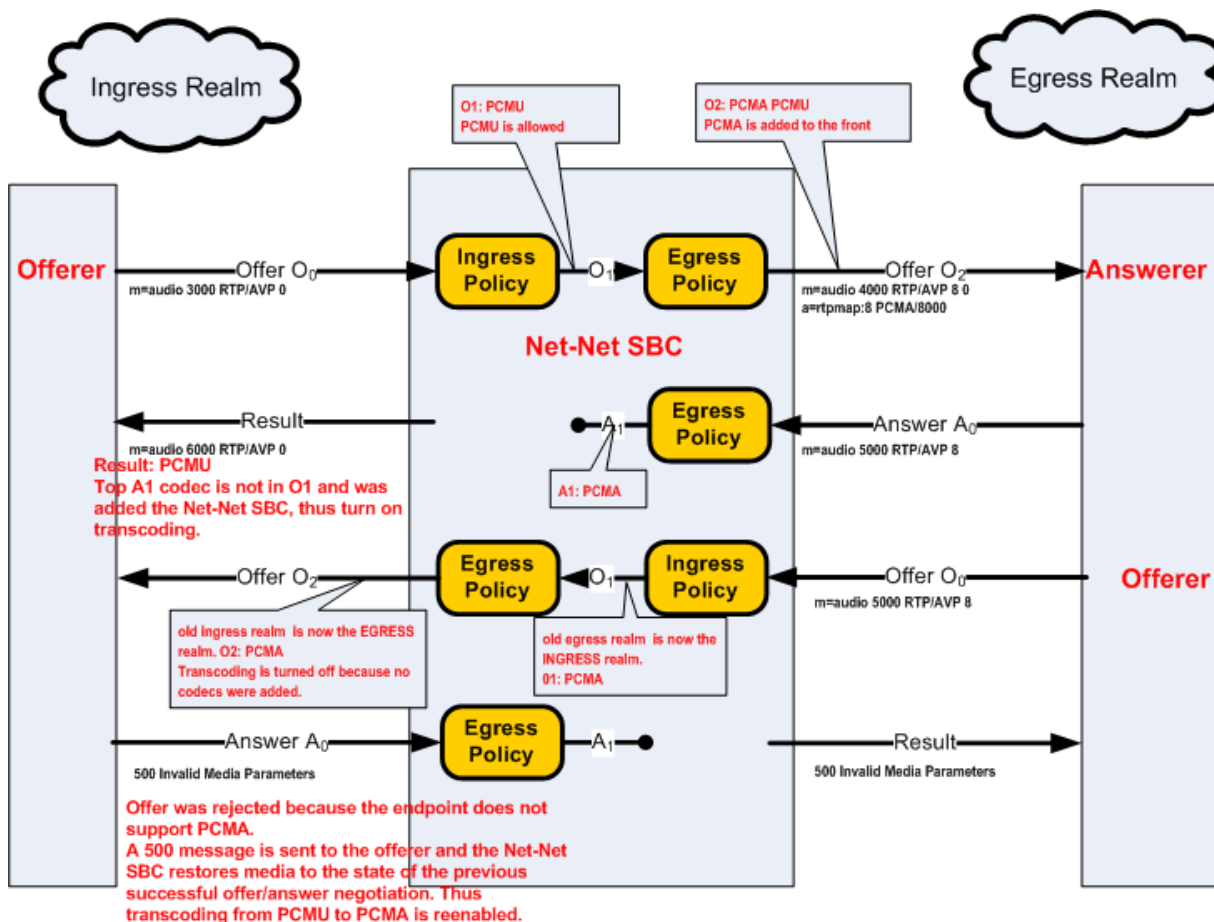 Ingress Realm
Egress Realm
O1: PCMU
PCMU is allowed
O2: PCMA PCMU
PCMA is added to the front
Offerer
Offer O0
m=audio 3000 RTP/AVP 0
Ingress
Policy
O1
Egress
Policy
Offer O2
m=audio 4000 RTP/AVP 8 0
a=rtpmap:8 PCMA/8000
Answerer
Net-Net SBC
Result
m=audio 6000 RTP/AVP 0
Result: PCMU
Top A1 codec is not in O1 and was
added the Net-Net SBC, thus turn on
transcoding.
A1
Egress
Policy
Answer A0
m=audio 5000 RTP/AVP 8
A1: PCMA
Offer O2
Egress
Policy
O1
Ingress
Policy
Offer O0
m=audio 5000 RTP/AVP 8
Offerer
old Ingress realm is now the EGRESS
realm. O2: PCMA
Transcoding is turned off because no
codecs were added.
old egress realm is now the
INGRESS realm.
01: PCMA
Answer A0
500 Invalid Media Parameters
Egress
Policy
A1
Result
500 Invalid Media Parameters
Offer was rejected because the endpoint does not
support PCMA.
A 500 message is sent to the offerer and the Net-Net
SBC restores media to the state of the previous
successful offer/answer negotiation. Thus
transcoding from PCMU to PCMA is reenabled.